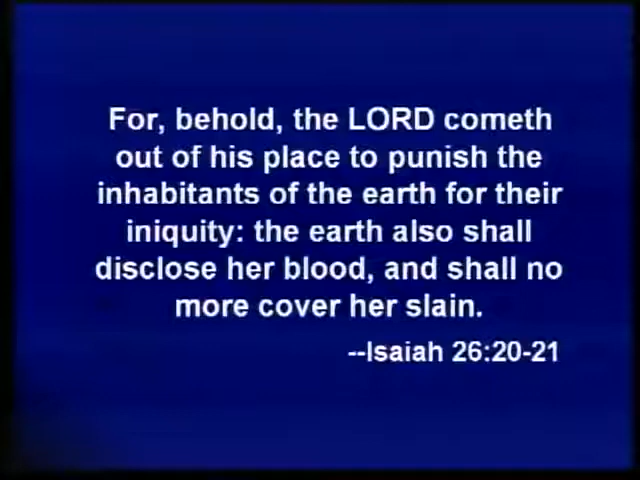 For, behold, the LORD cometh
out of his place to punish the
inhabitants of the earth for their
iniquity: the earth also shall
disclose her blood, and shall no
more cover her slain.
--Isaiah 26:20-21